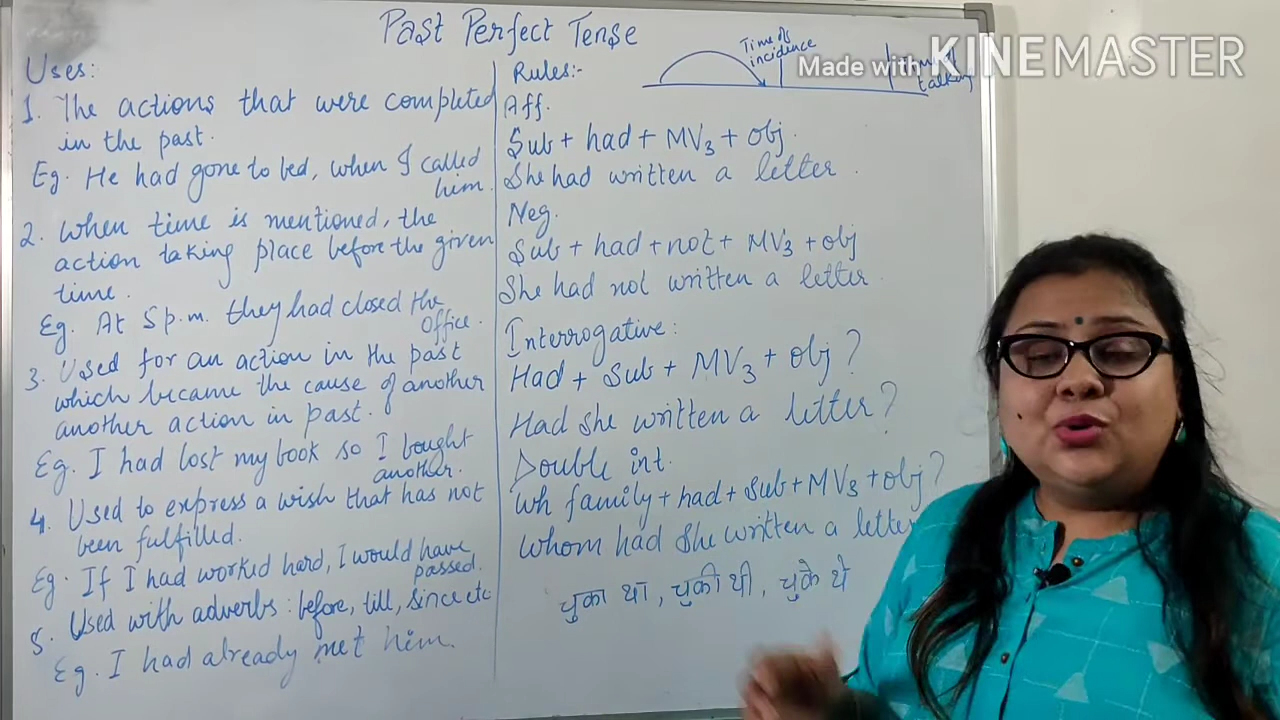 Past Perfect Tense
Uses:
1. The actions that were completed
in the past.
Eg. He had gone to bed, when I called
him.
2. When time is mentioned, the
action taking place before the given
time.
Eg. At 5 p.m. they had closed the
office.
3. Used for an action in the past
which became the cause of another
another action in past.
Eg. I had lost my book so I bought
another.
4. Used to express a wish that has not
been fulfilled.
Eg. If I had worked hard, I would have
passed.
5. Used with adverbs: before, till, since etc
Eg. I had already met him.
Rules:-
Aff.
Sub + had + MV3 + obj.
She had written a letter.
Neg.
Sub + had + not + MV3 + obj
She had not written a letter
Interrogative:
Had + Sub + MV3 + obj?
Had she written a letter?
Double int.
Wh family + had + Sub + MV3 + obj?
Whom had she written a letter
चुका था, चुकी थी, चुके थे
Time of
incidence
talking
Made with KINEMASTER